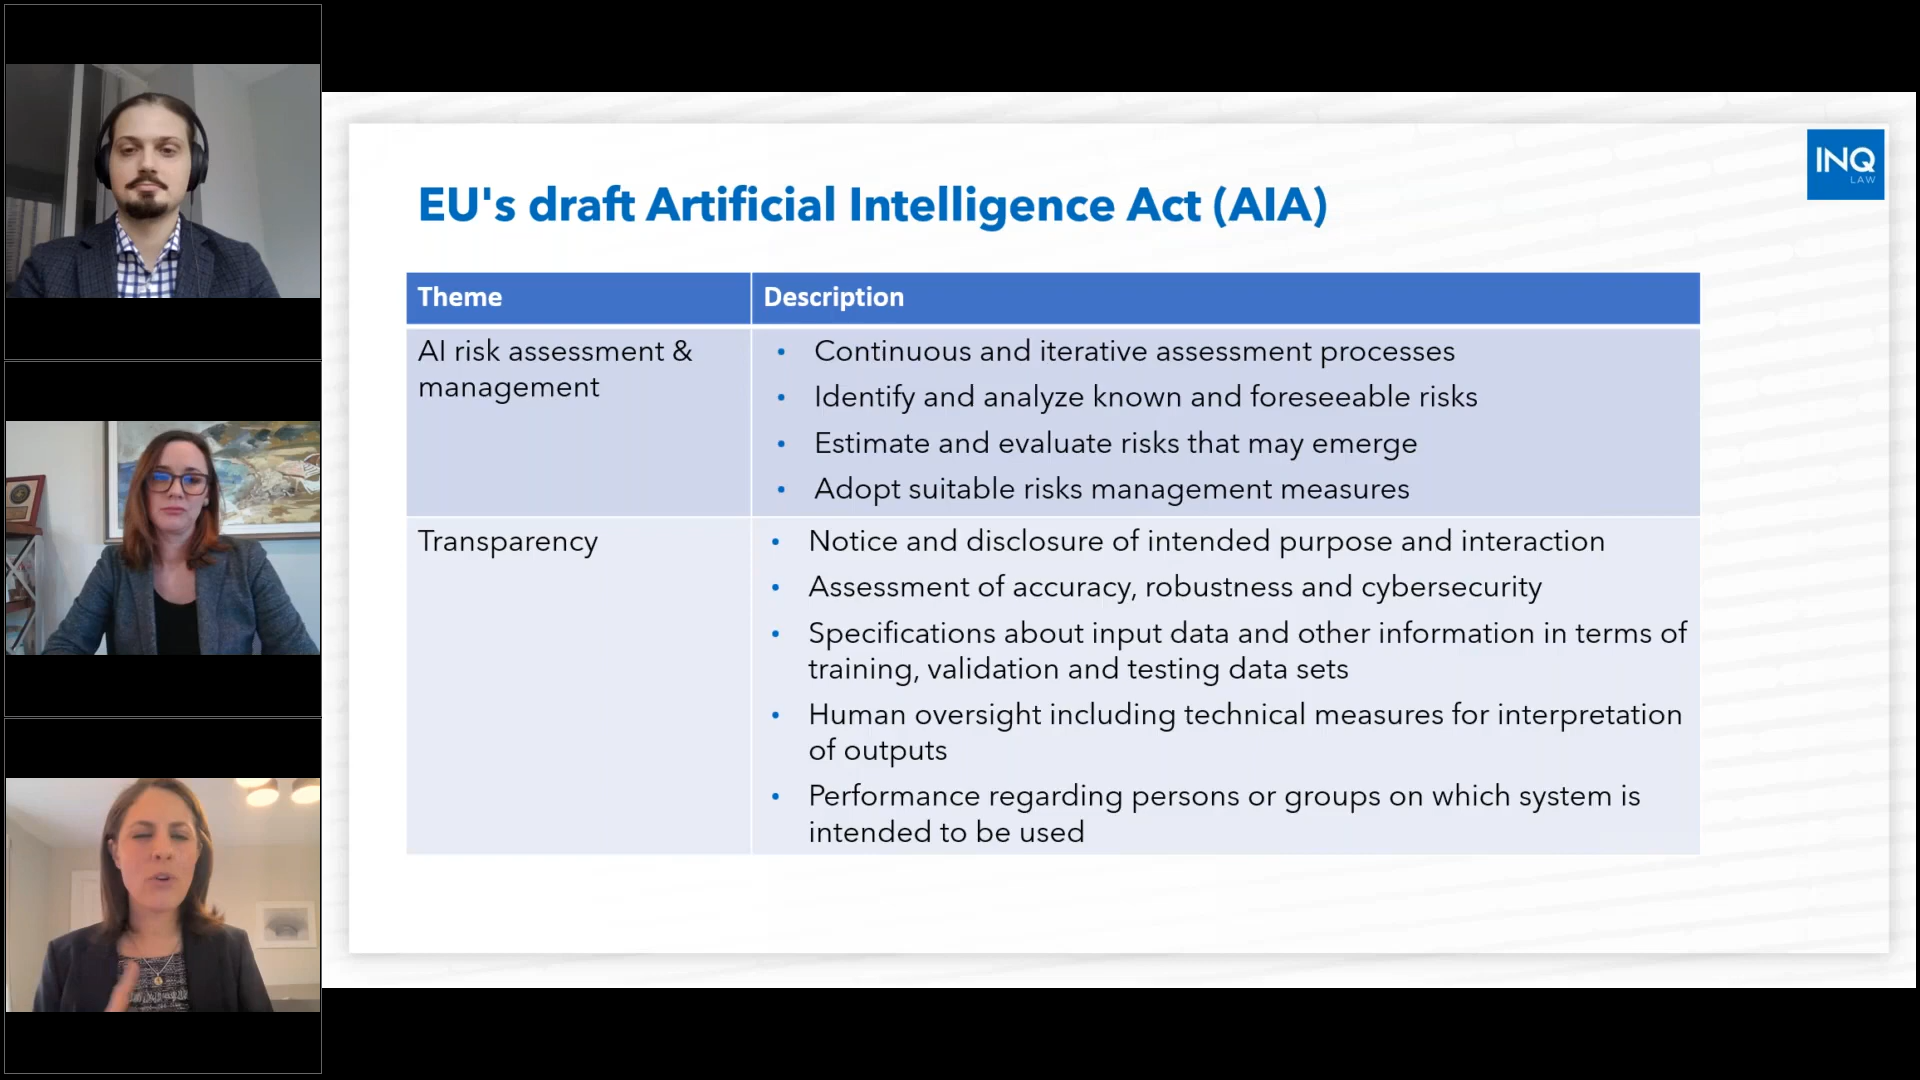 INQ
LAW
EU's draft Artificial Intelligence Act (AIA)
Theme
Description
AI risk assessment &
management
• Continuous and iterative assessment processes
• Identify and analyze known and foreseeable risks
• Estimate and evaluate risks that may emerge
• Adopt suitable risks management measures
Transparency
• Notice and disclosure of intended purpose and interaction
• Assessment of accuracy, robustness and cybersecurity
• Specifications about input data and other information in terms of
training, validation and testing data sets
• Human oversight including technical measures for interpretation
of outputs
• Performance regarding persons or groups on which system is
intended to be used